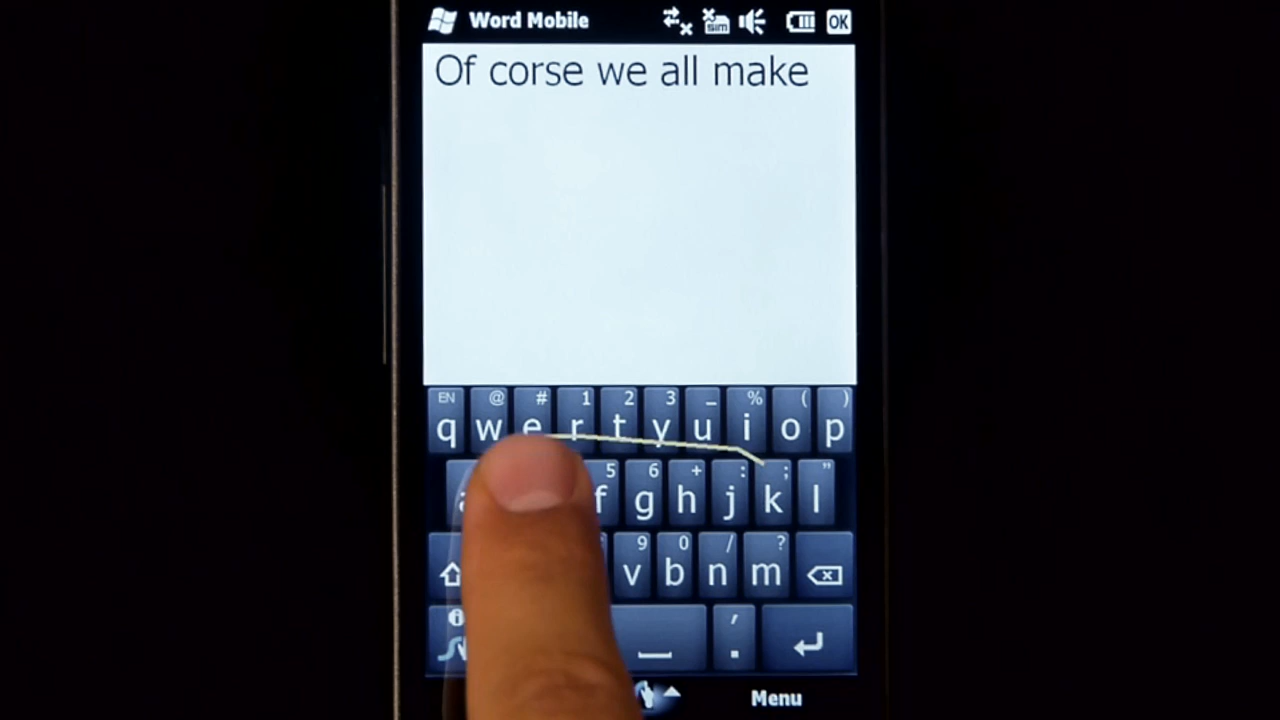 Word Mobile OK
Of corse we all make
EN @ # 1 2 3 _ % ( )
q w e r t y u i o p
5 6 + : ; "
f g h j k l
9 0 / ?
v b n m
' .
Menu